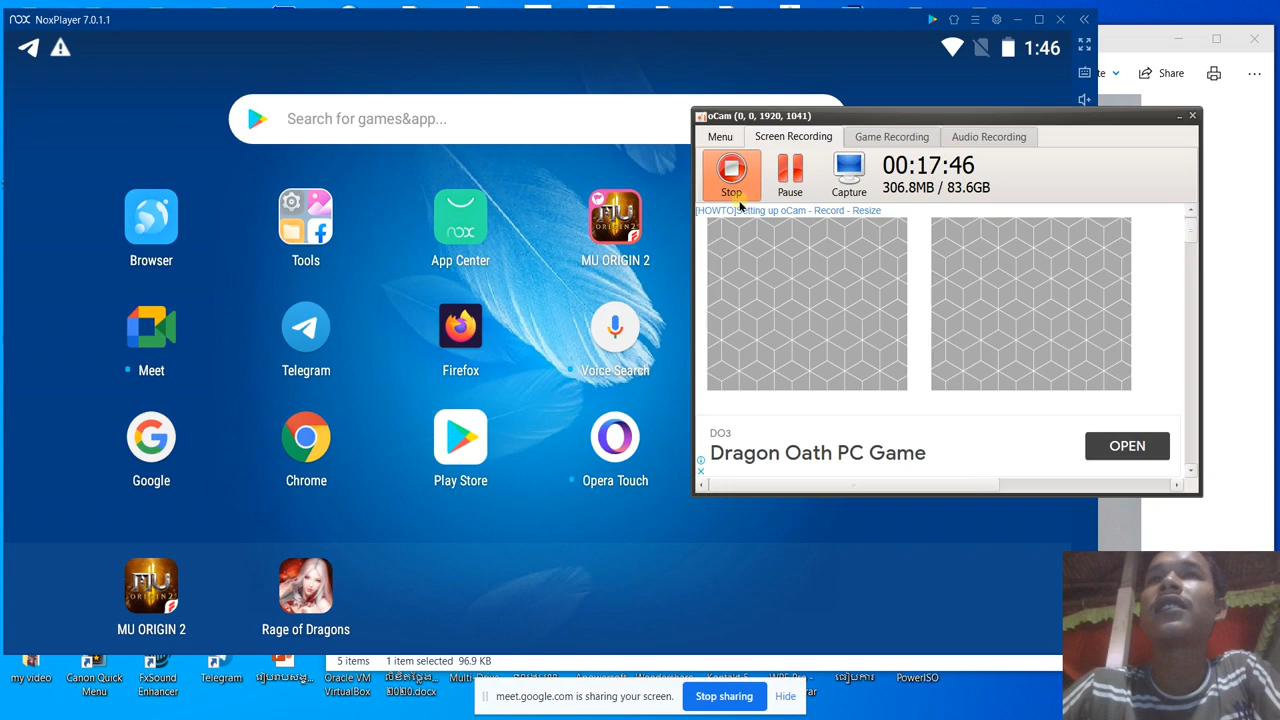 NOX NoxPlayer 7.0.1.1
1:46
Search for games&app...
Browser
Tools
App Center
MU ORIGIN 2
Meet
Telegram
Firefox
Voice Search
Google
Chrome
Play Store
Opera Touch
MU ORIGIN 2
Rage of Dragons
Share
oCam (0, 0, 1920, 1041)
Menu
Screen Recording
Game Recording
Audio Recording
Stop
Pause
Capture
00:17:46
306.8MB / 83.6GB
[HOWTO]Setting up oCam - Record - Resize
DO3
Dragon Oath PC Game
OPEN
5 items
1 item selected 96.9 KB
my video
Canon Quick Menu
FxSound Enhancer
Telegram
Oracle VM VirtualBox
PowerISO
meet.google.com is sharing your screen.
Stop sharing
Hide